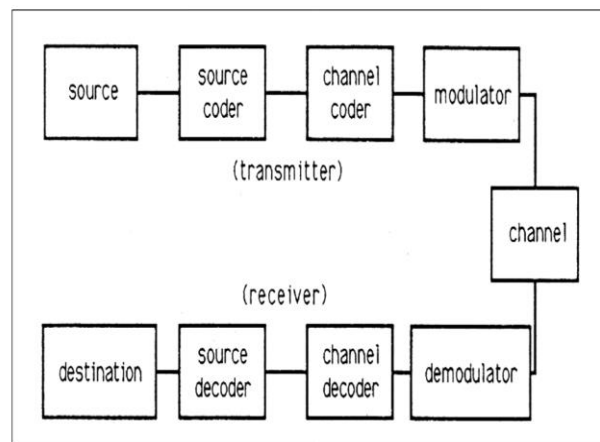 source
source
coder
channel
coder
modulator
(transmitter)
channel
(receiver)
destination
source
decoder
channel
decoder
demodulator